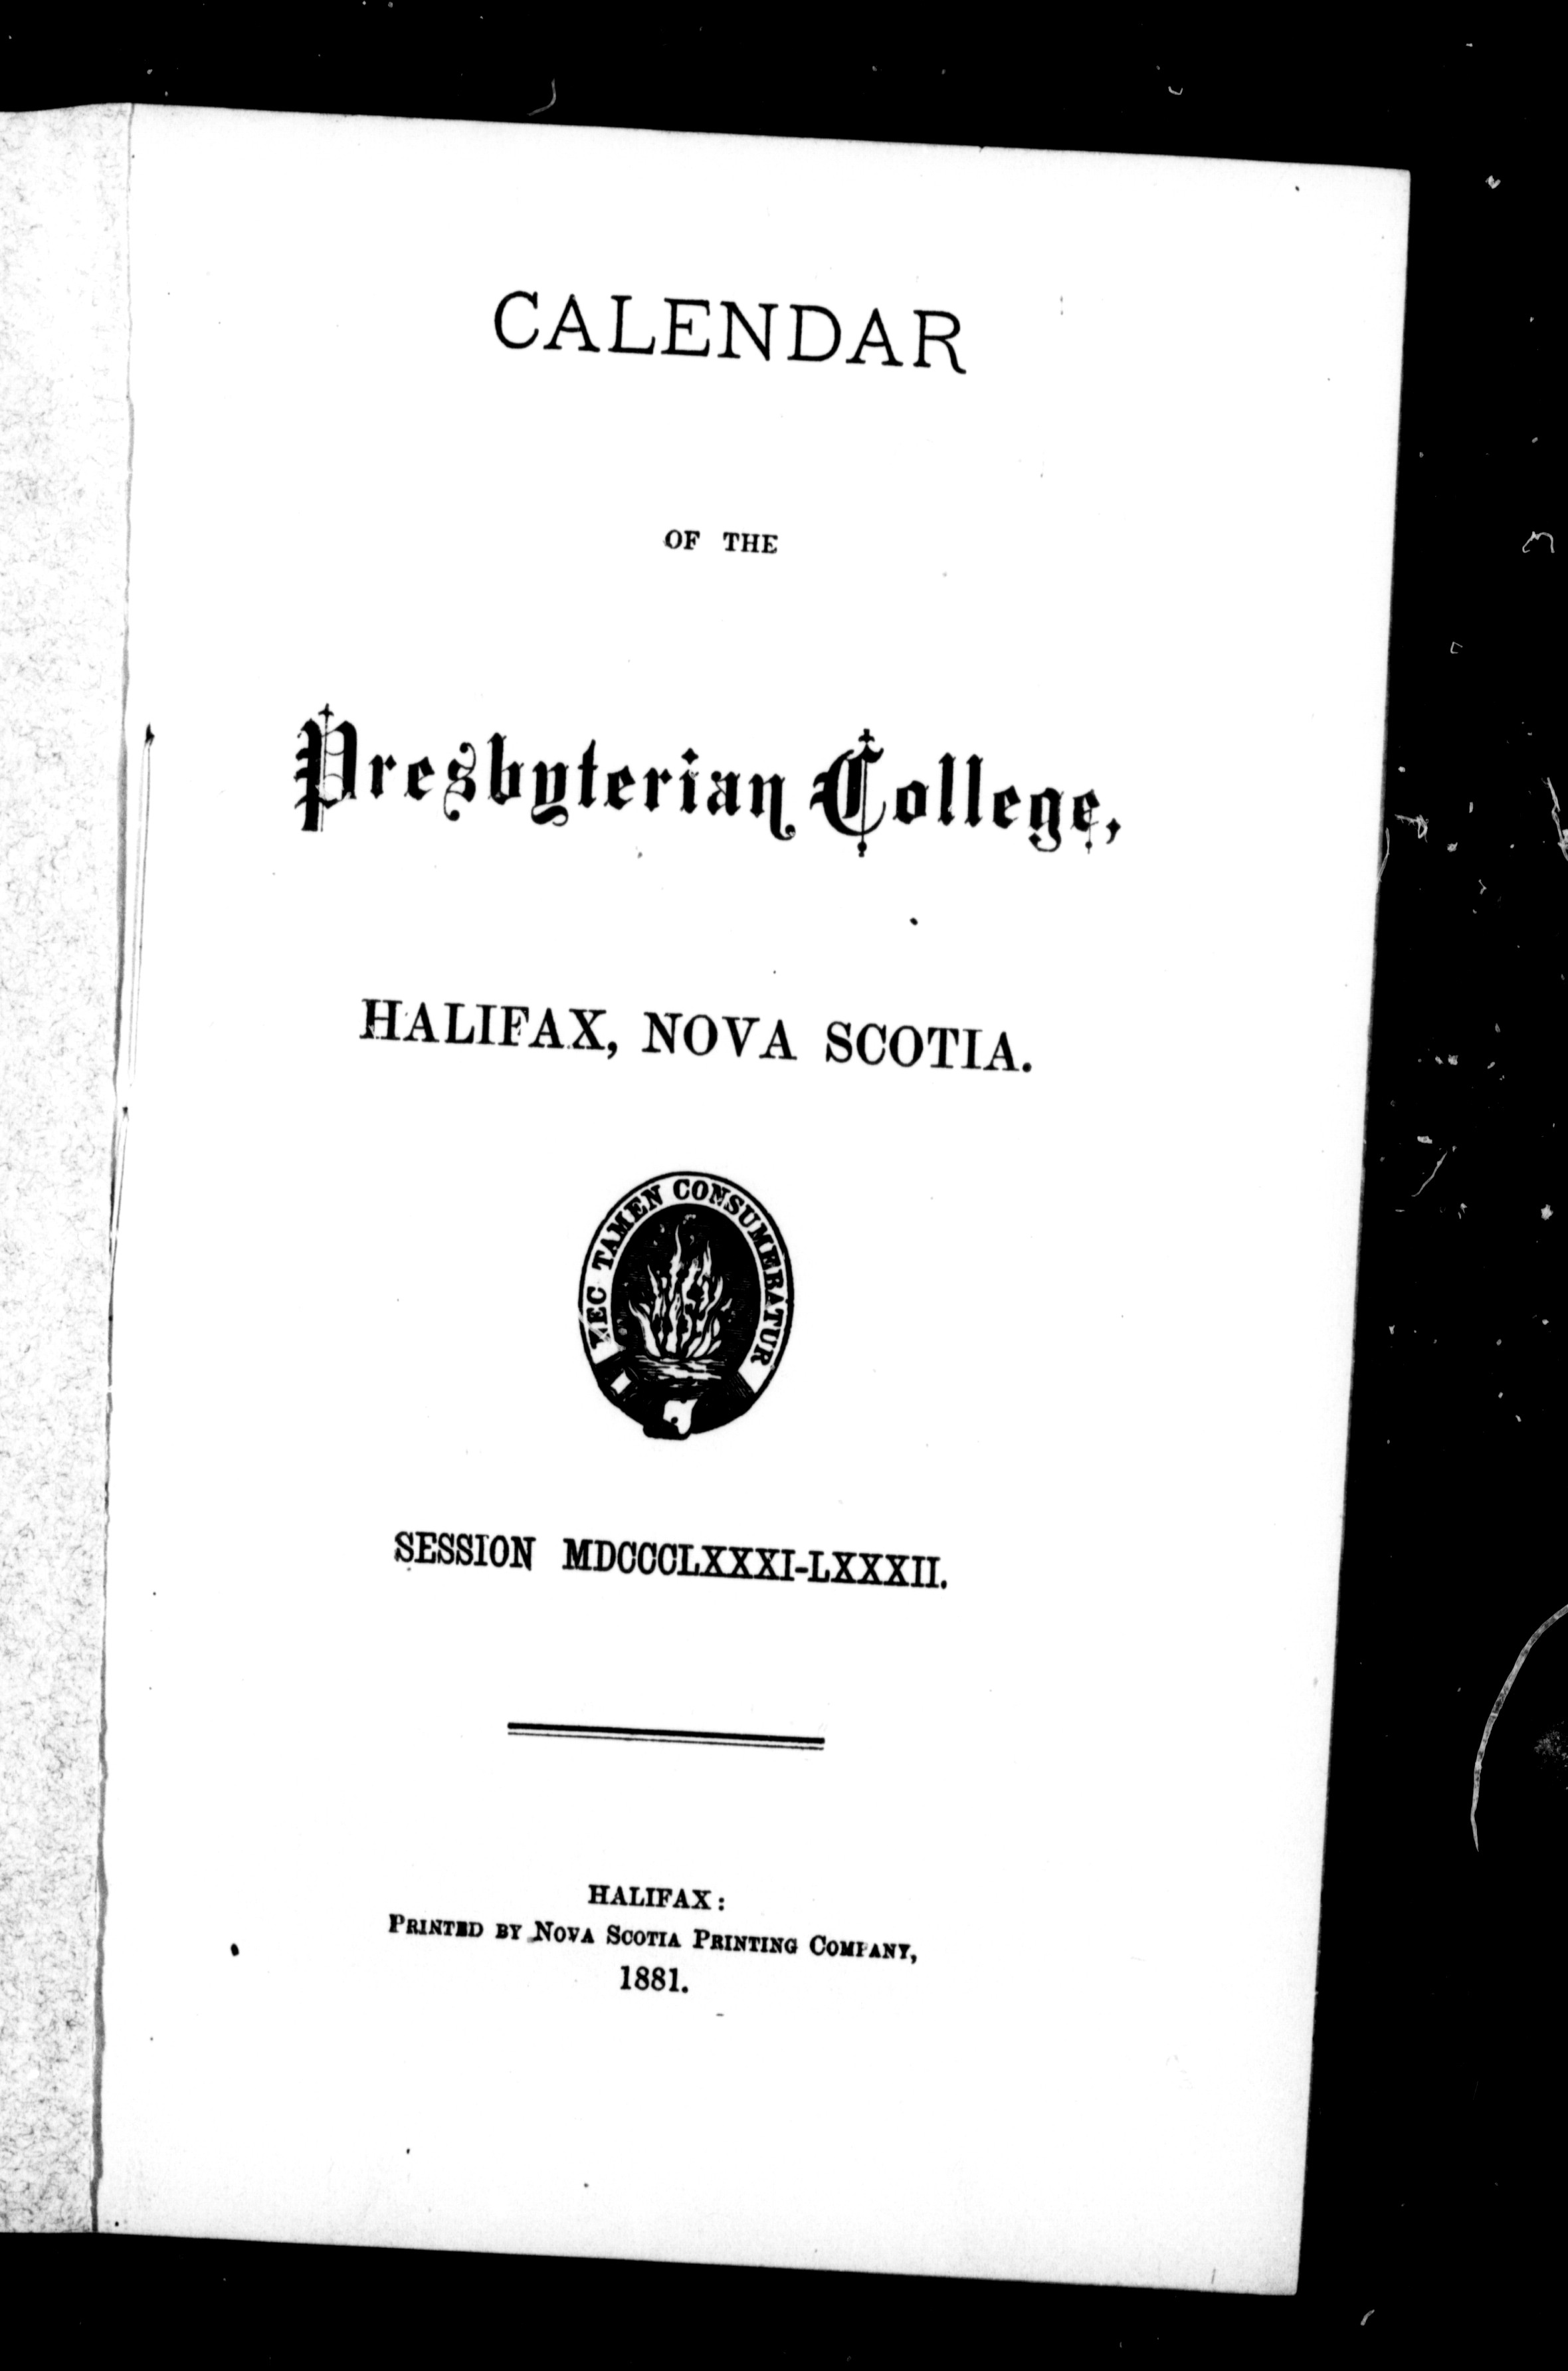 CALENDAR
OF THE
Presbyterian College,
HALIFAX, NOVA SCOTIA.
NEC TAMEN CONSUMEBATUR
SESSION MDCCCLXXXI-LXXXII.
HALIFAX:
PRINTED BY NOVA SCOTIA PRINTING COMPANY,
1881.